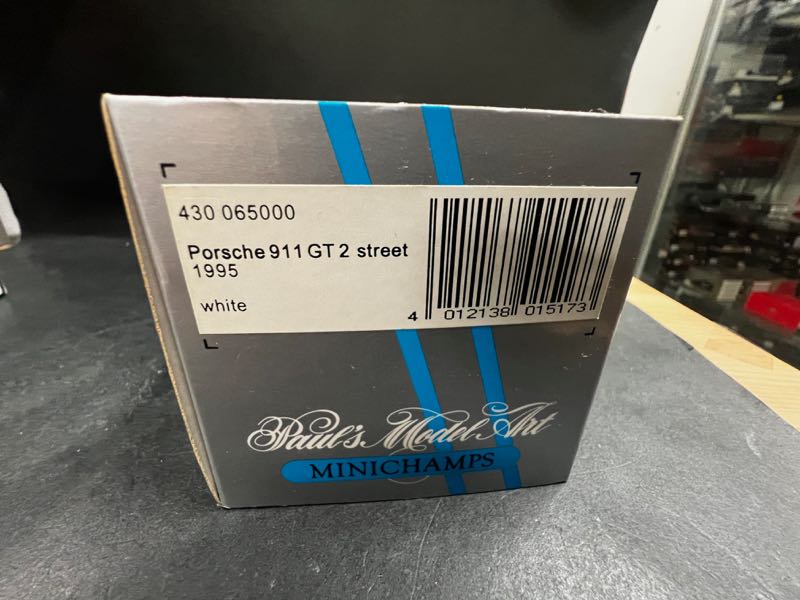 430 065000
Porsche 911 GT 2 street
1995
white
4 012138 015173
Paul's Model Art
MINICHAMPS